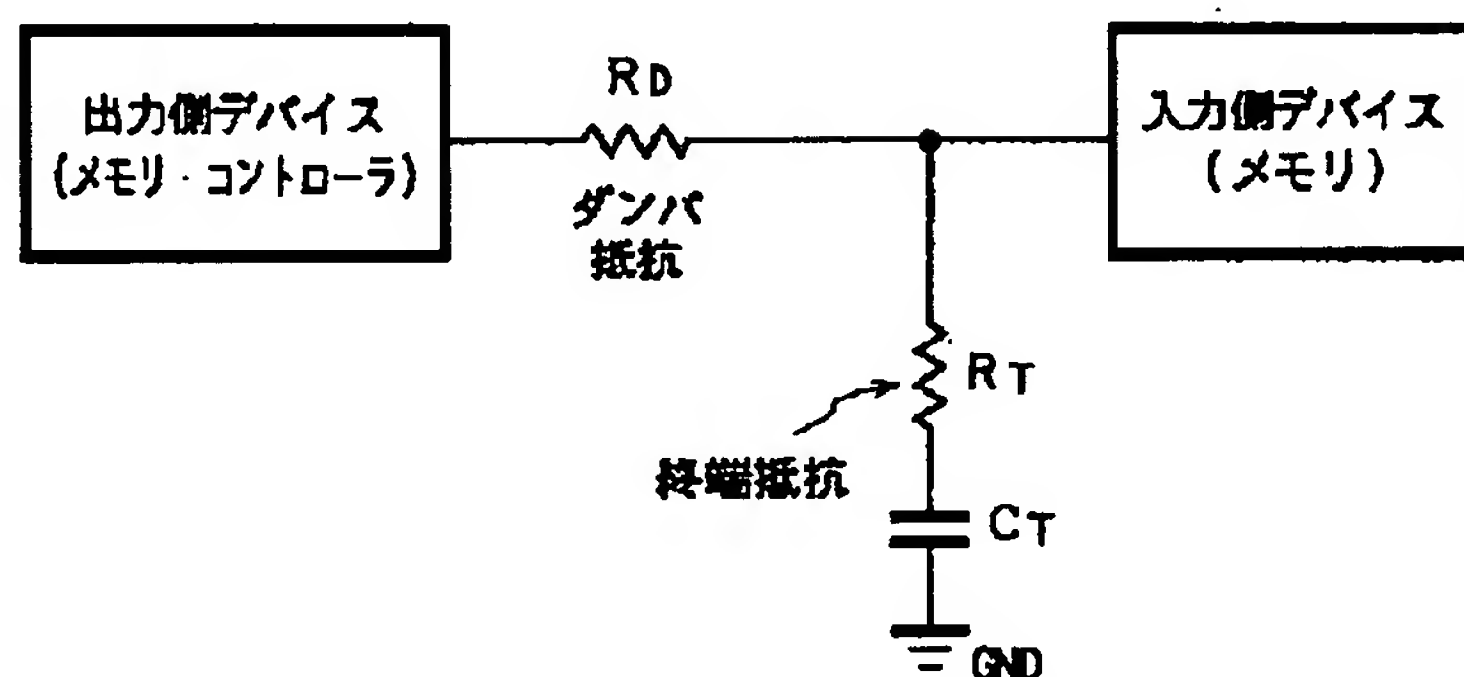 出力側デバイス
(メモリ・コントローラ)
RD
ダンパ
抵抗
入力側デバイス
(メモリ)
RT
終端抵抗
CT
GND